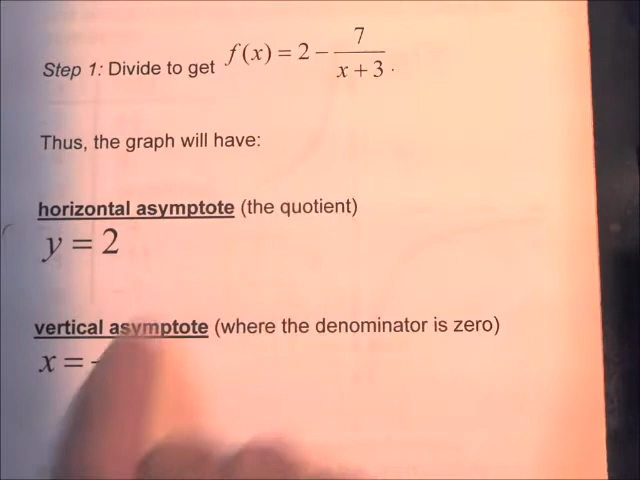 Step 1: Divide to get f(x) = 2 − 7/(x + 3).
Thus, the graph will have:
horizontal asymptote (the quotient)
y = 2
vertical asymptote (where the denominator is zero)
x = -